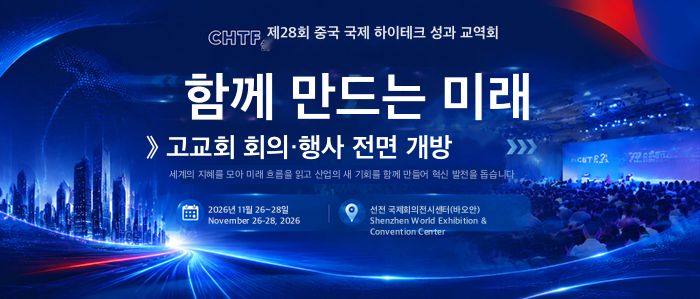 CHTF 제28회 중국 국제 하이테크 성과 교역회
함께 만드는 미래
》고교회 회의·행사 전면 개방
세계의 지혜를 모아 미래 흐름을 읽고 산업의 새 기회를 함께 만들어 혁신 발전을 돕습니다
2026년 11월 26~28일
November 26-28, 2026
선전 국제회의전시센터(바오안)
Shenzhen World Exhibition &
Convention Center